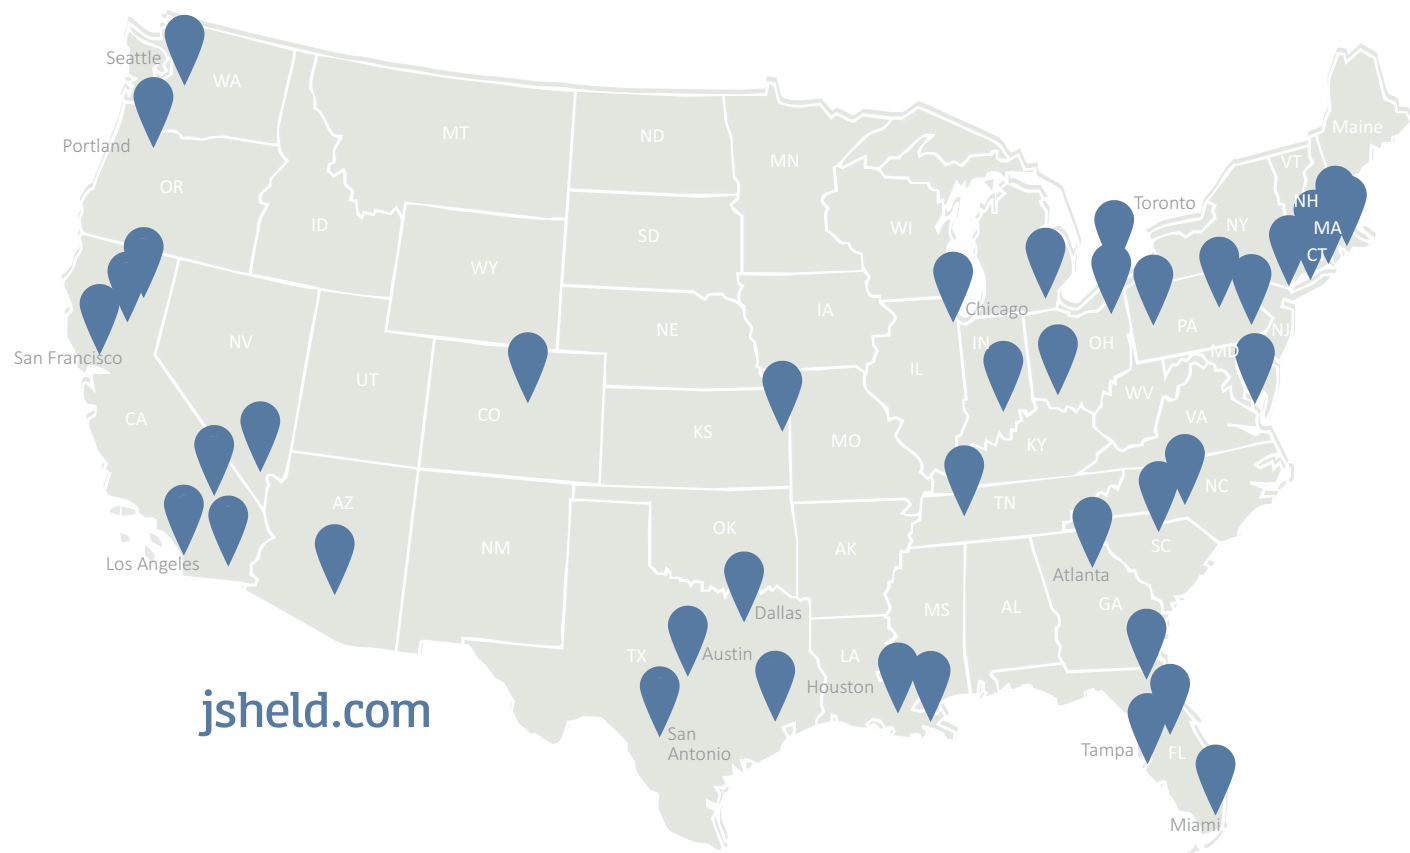 Seattle
WA
Portland
OR
MT
ND
MN
ID
WY
SD
WI
Toronto
Maine
VT
NH
NY
MA
CT
San Francisco
NV
UT
CO
NE
IA
Chicago
IL
IN
OH
PA
NJ
MD
WV
VA
KY
CA
KS
MO
Los Angeles
AZ
NM
OK
AK
TN
NC
SC
Atlanta
GA
AL
MS
Dallas
TX
Austin
LA
Houston
San
Antonio
Tampa
FL
Miami
jsheld.com